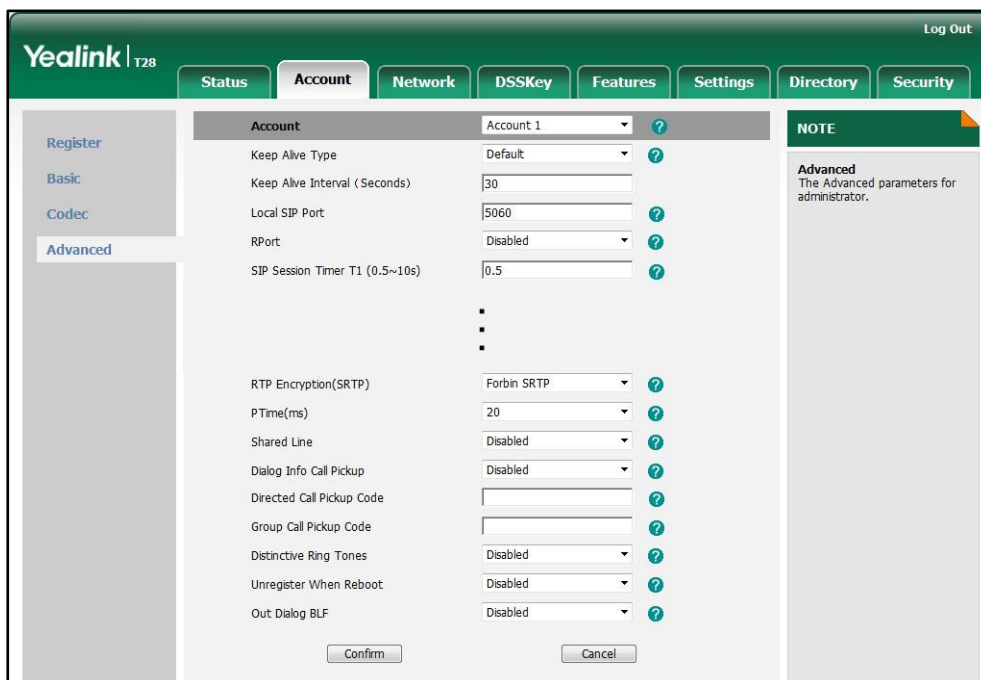 Log Out
Yealink | T28
Status Account Network DSSKey Features Settings Directory Security
Register
Basic
Codec
Advanced
Account Account 1 ?
Keep Alive Type Default ?
Keep Alive Interval (Seconds) 30
Local SIP Port 5060 ?
RPort Disabled ?
SIP Session Timer T1 (0.5~10s) 0.5 ?
RTP Encryption(SRTP) Forbin SRTP ?
PTime(ms) 20 ?
Shared Line Disabled ?
Dialog Info Call Pickup Disabled ?
Directed Call Pickup Code ?
Group Call Pickup Code ?
Distinctive Ring Tones Disabled ?
Unregister When Reboot Disabled ?
Out Dialog BLF Disabled ?
Confirm Cancel
NOTE
Advanced
The Advanced parameters for
administrator.